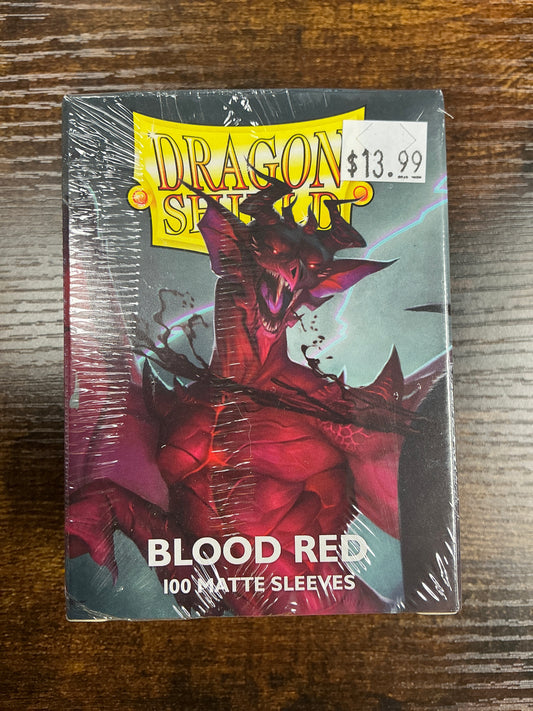 DRAGON
SHIELD
$13.99
BLOOD RED
100 MATTE SLEEVES